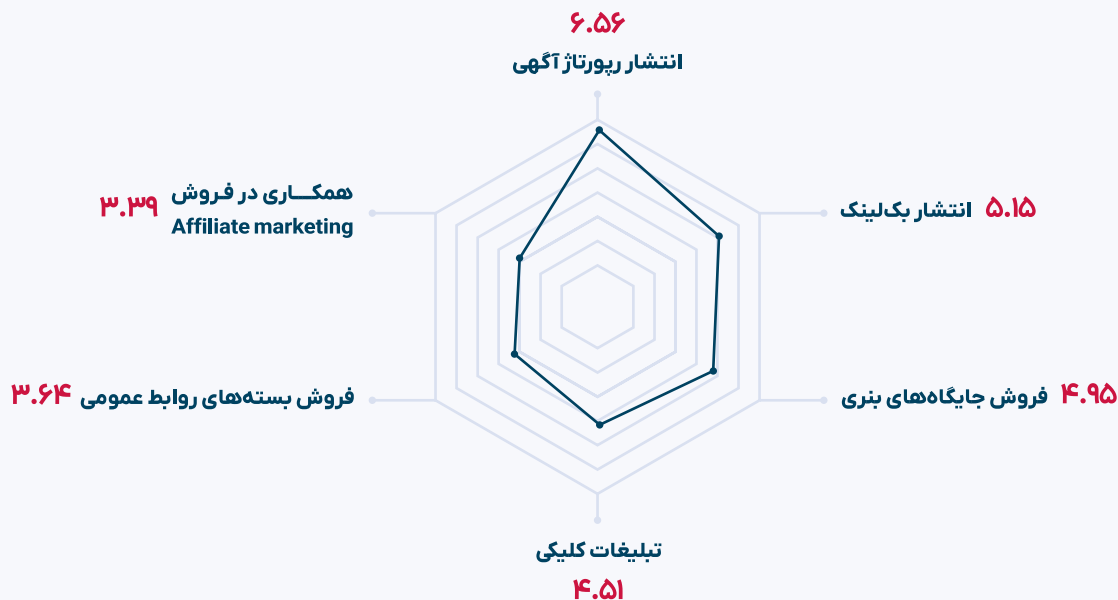 ۶.۵۶
انتشار رپورتاژ آگهی
انتشار بک‌لینک ۵.۱۵
فروش جایگاه‌های بنری ۴.۹۵
تبلیغات کلیکی
۴.۵۱
فروش بسته‌های روابط عمومی ۳.۶۴
همکـــاری در فروش
Affiliate marketing
۳.۳۹